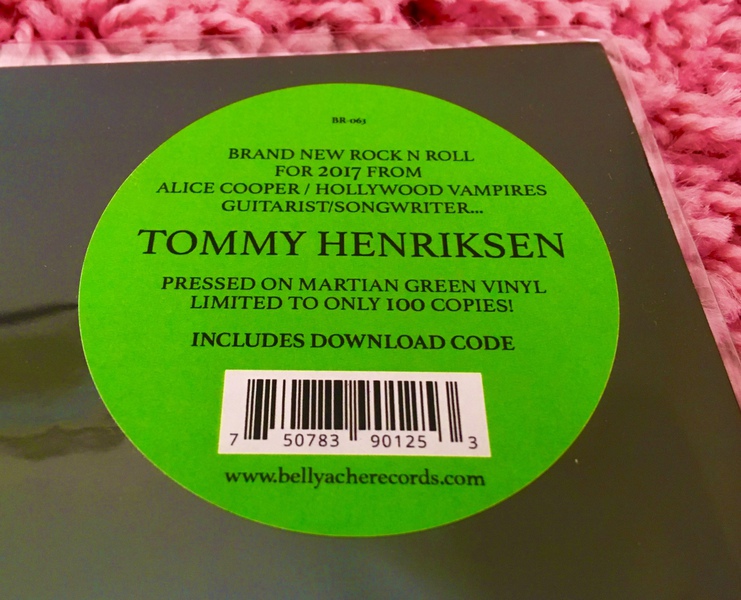 BR-063
BRAND NEW ROCK N ROLL
FOR 2017 FROM
ALICE COOPER / HOLLYWOOD VAMPIRES
GUITARIST/SONGWRITER...
TOMMY HENRIKSEN
PRESSED ON MARTIAN GREEN VINYL
LIMITED TO ONLY 100 COPIES!
INCLUDES DOWNLOAD CODE
7 50783 90125 3
www.bellyacherecords.com